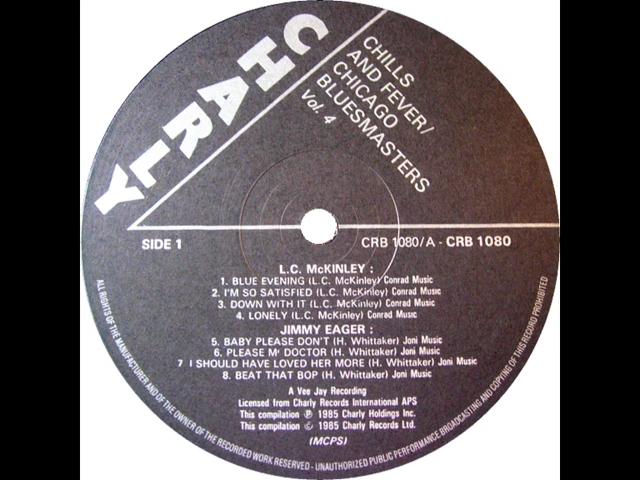 CHARLY
CHILLS
AND FEVER/
CHICAGO
BLUESMASTERS
Vol. 4
SIDE 1
CRB 1080/A - CRB 1080
L.C. McKINLEY :
1. BLUE EVENING (L.C. McKinley) Conrad Music
2. I'M SO SATISFIED (L.C. McKinley) Conrad Music
3. DOWN WITH IT (L.C. McKinley) Conrad Music
4. LONELY (L.C. McKinley) Conrad Music
JIMMY EAGER :
5. BABY PLEASE DON'T (H. Whittaker) Joni Music
6. PLEASE Mr DOCTOR (H. Whittaker) Joni Music
7 I SHOULD HAVE LOVED HER MORE (H. Whittaker) Joni Music
8. BEAT THAT BOP (H. Whittaker) Joni Music
A Vee Jay Recording
Licensed from Charly Records International APS
This compilation ℗ 1985 Charly Holdings Inc.
This compilation © 1985 Charly Records Ltd.
(MCPS)
ALL RIGHTS OF THE MANUFACTURER AND OF THE OWNER OF THE RECORDED WORK RESERVED - UNAUTHORIZED PUBLIC PERFORMANCE BROADCASTING AND COPYING OF THIS RECORD PROHIBITED